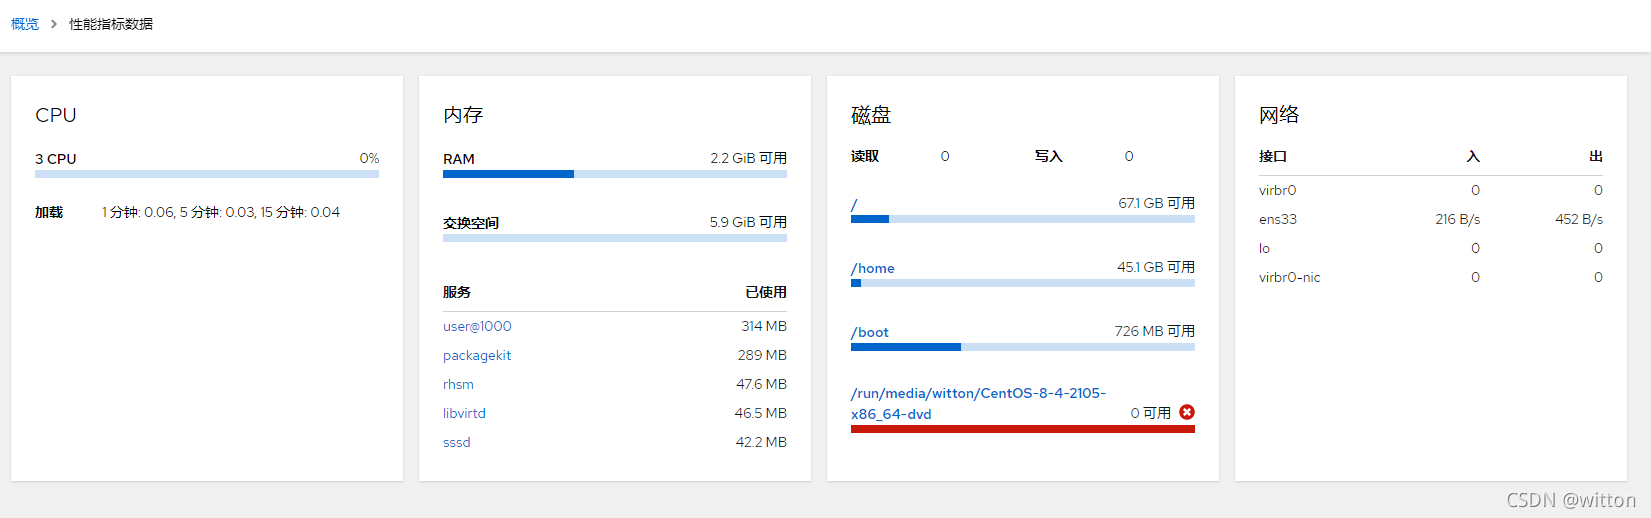 概览 > 性能指标数据
CPU
3 CPU 0%
加载 1 分钟: 0.06, 5 分钟: 0.03, 15 分钟: 0.04
内存
RAM 2.2 GiB 可用
交换空间 5.9 GiB 可用
服务 已使用
user@1000 314 MB
packagekit 289 MB
rhsm 47.6 MB
libvirtd 46.5 MB
sssd 42.2 MB
磁盘
读取 0 写入 0
/ 67.1 GB 可用
/home 45.1 GB 可用
/boot 726 MB 可用
/run/media/witton/CentOS-8-4-2105-
x86_64-dvd 0 可用
网络
接口 入 出
virbr0 0 0
ens33 216 B/s 452 B/s
lo 0 0
virbr0-nic 0 0
CSDN @witton